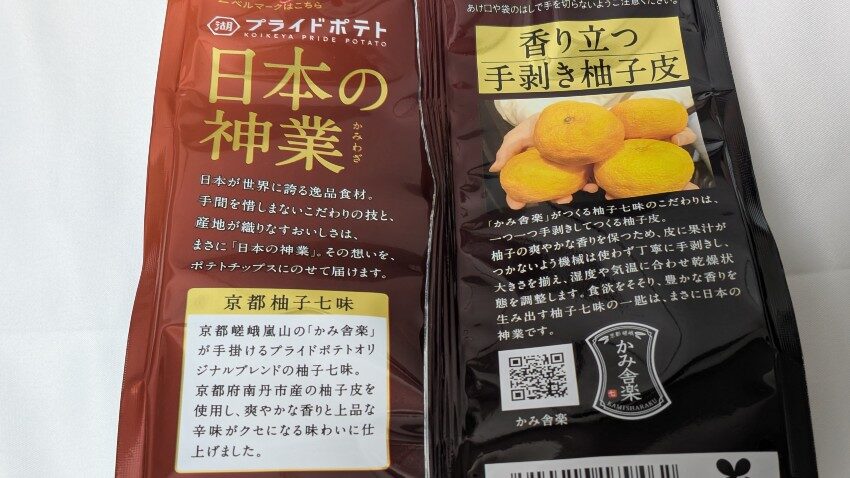 ベルマークはこちら
湖 プライドポテト
KOIKEYA PRIDE POTATO
日本の
神業
かみわざ
日本が世界に誇る逸品食材。
手間を惜しまないこだわりの技と、
産地が織りなすおいしさは、
まさに「日本の神業」。その想いを、
ポテトチップスにのせて届けます。
京都柚子七味
京都嵯峨嵐山の「かみ舎楽」
が手掛けるプライドポテトオリ
ジナルブレンドの柚子七味。
京都府南丹市産の柚子皮を
使用し、爽やかな香りと上品な
辛味がクセになる味わいに仕
上げました。
あけ口や袋のはしで手を切らないようご注意ください。
香り立つ
手剥き柚子皮
「かみ舎楽」がつくる柚子七味のこだわりは、
一つ一つ手剥きしてつくる柚子皮。
柚子の爽やかな香りを保つため、皮に果汁が
つかないよう機械は使わず丁寧に手剥きし、
大きさを揃え、湿度や気温に合わせ乾燥状
態を調整します。食欲をそそり、豊かな香りを
生み出す柚子七味の一匙は、まさに日本の
神業です。
京都嵯峨
かみ舎楽
KAMISHARAKU
かみ舎楽